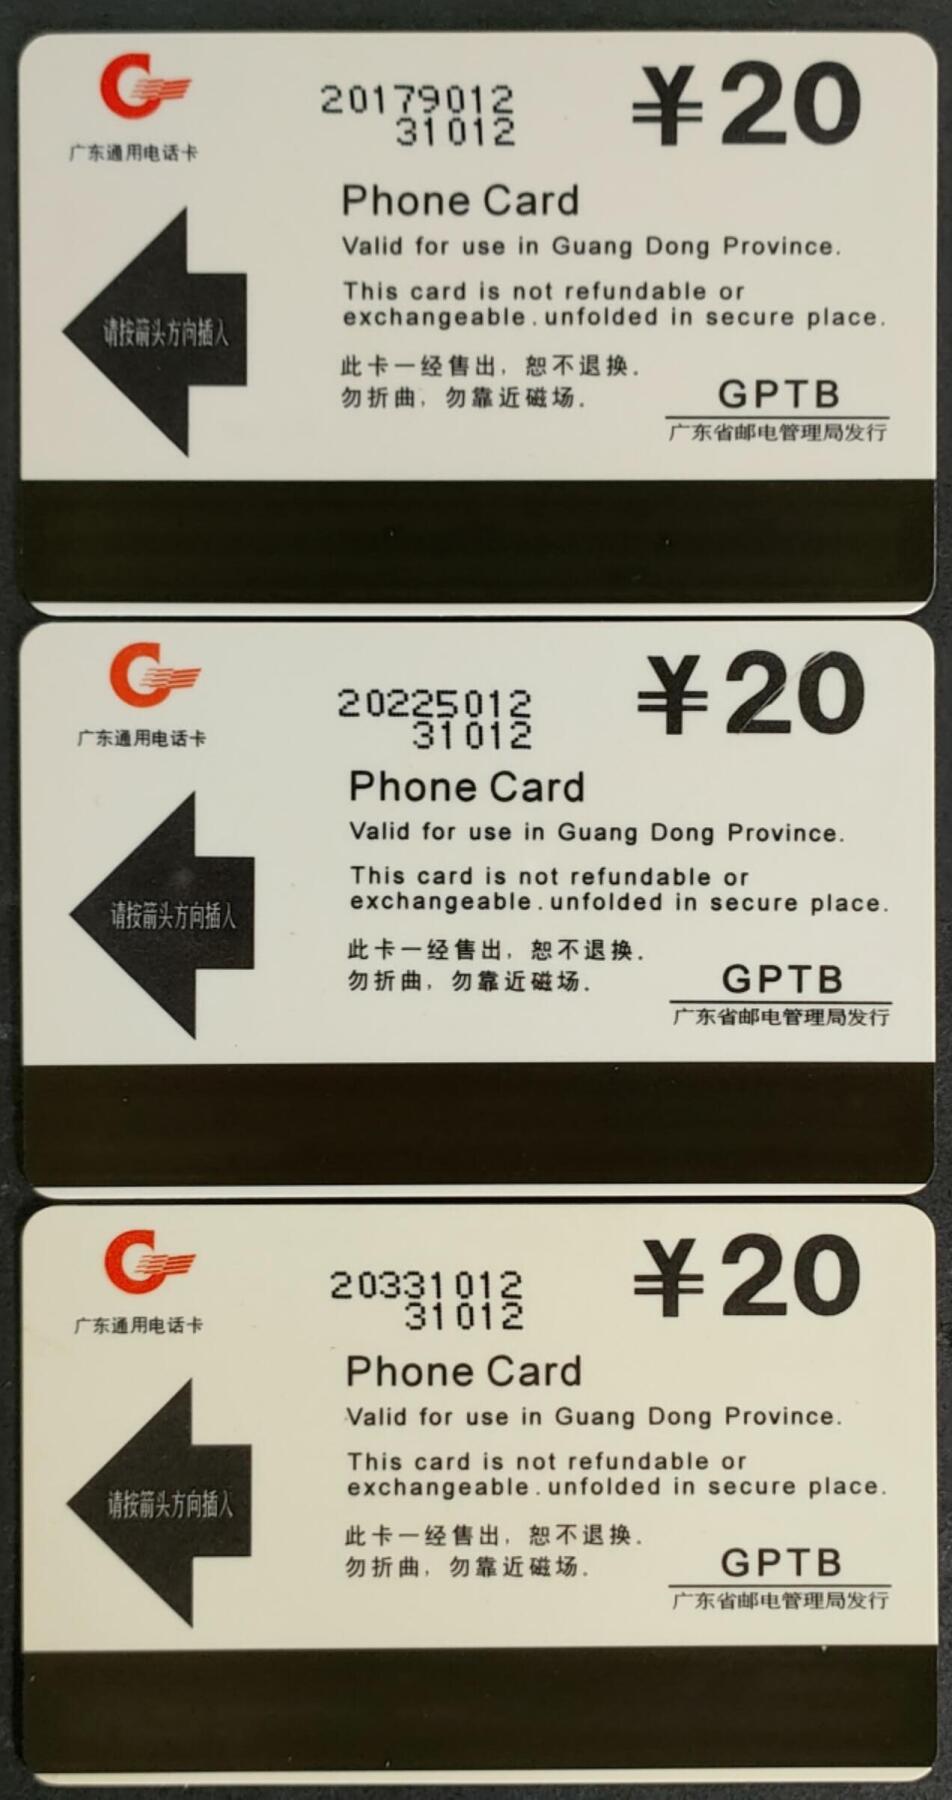 20179012
31012
¥20
广东通用电话卡
Phone Card
Valid for use in Guang Dong Province.
This card is not refundable or
exchangeable.unfolded in secure place.
请按箭头方向插入
此卡一经售出，恕不退换.
勿折曲，勿靠近磁场.
GPTB
广东省邮电管理局发行
20225012
31012
¥20
广东通用电话卡
Phone Card
Valid for use in Guang Dong Province.
This card is not refundable or
exchangeable.unfolded in secure place.
请按箭头方向插入
此卡一经售出，恕不退换.
勿折曲，勿靠近磁场.
GPTB
广东省邮电管理局发行
20331012
31012
¥20
广东通用电话卡
Phone Card
Valid for use in Guang Dong Province.
This card is not refundable or
exchangeable.unfolded in secure place.
请按箭头方向插入
此卡一经售出，恕不退换.
勿折曲，勿靠近磁场.
GPTB
广东省邮电管理局发行